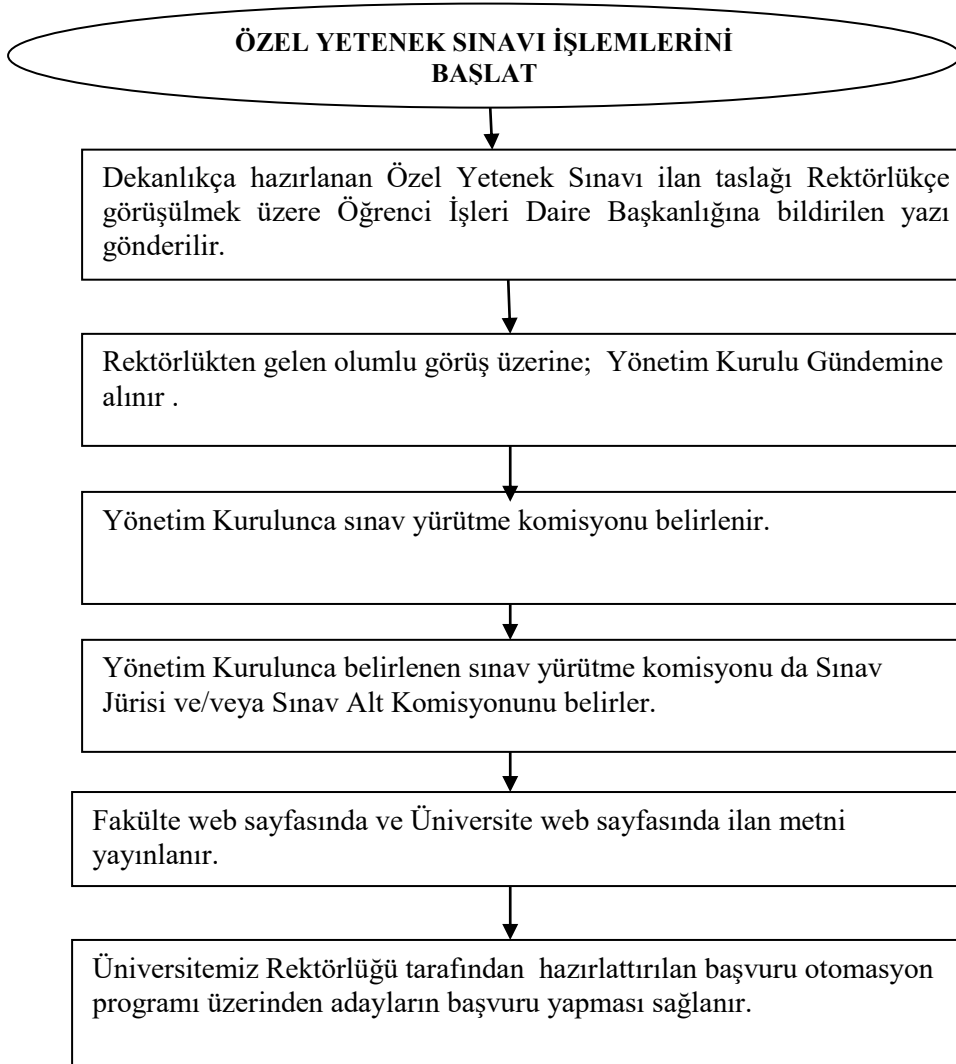 ÖZEL YETENEK SINAVI İŞLEMLERİNİ
BAŞLAT
Dekanlıkça hazırlanan Özel Yetenek Sınavı ilan taslağı Rektörlükçe
görüşülmek üzere Öğrenci İşleri Daire Başkanlığına bildirilen yazı
gönderilir.
Rektörlükten gelen olumlu görüş üzerine; Yönetim Kurulu Gündemine
alınır .
Yönetim Kurulunca sınav yürütme komisyonu belirlenir.
Yönetim Kurulunca belirlenen sınav yürütme komisyonu da Sınav
Jürisi ve/veya Sınav Alt Komisyonunu belirler.
Fakülte web sayfasında ve Üniversite web sayfasında ilan metni
yayınlanır.
Üniversitemiz Rektörlüğü tarafından hazırlattırılan başvuru otomasyon
programı üzerinden adayların başvuru yapması sağlanır.